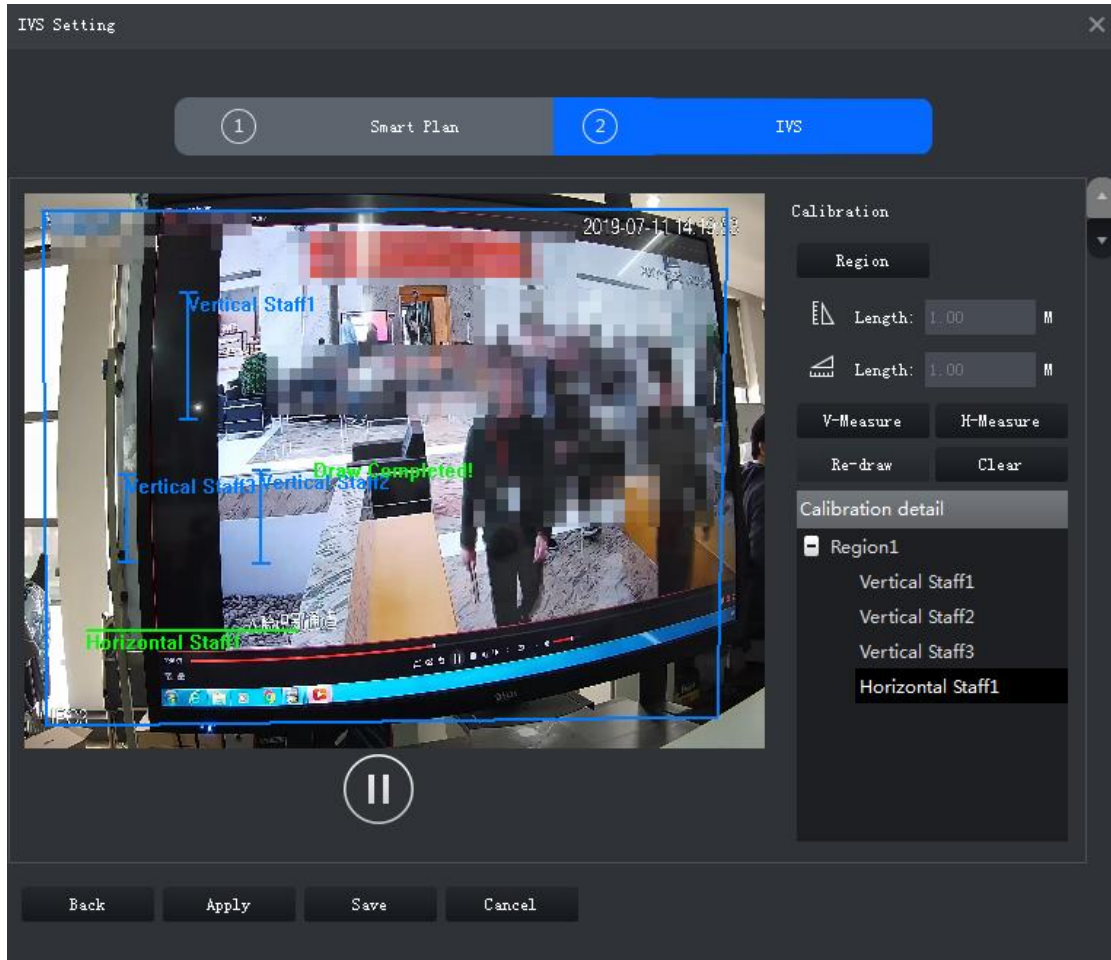 IVS Setting
1 Smart Plan 2 IVS
2019-07-11 14:19:
Vertical Staff1
Draw Completed!
Vertical Staff3
Vertical Staff2
Horizontal Staff1
Calibration
Region
Length: 1.00 M
Length: 1.00 M
V-Measure H-Measure
Re-draw Clear
Calibration detail
Region1
Vertical Staff1
Vertical Staff2
Vertical Staff3
Horizontal Staff1
Back Apply Save Cancel